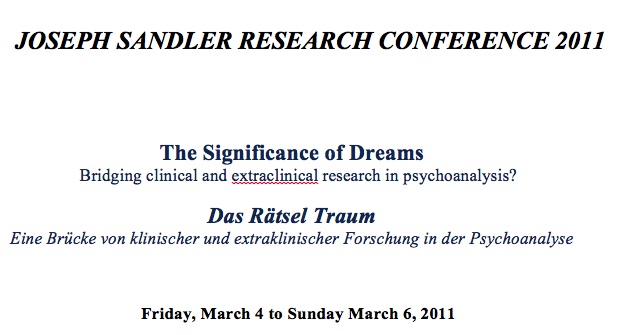 JOSEPH SANDLER RESEARCH CONFERENCE 2011
The Significance of Dreams
Bridging clinical and extraclinical research in psychoanalysis?
Das Rätsel Traum
Eine Brücke von klinischer und extraklinischer Forschung in der Psychoanalyse
Friday, March 4 to Sunday March 6, 2011